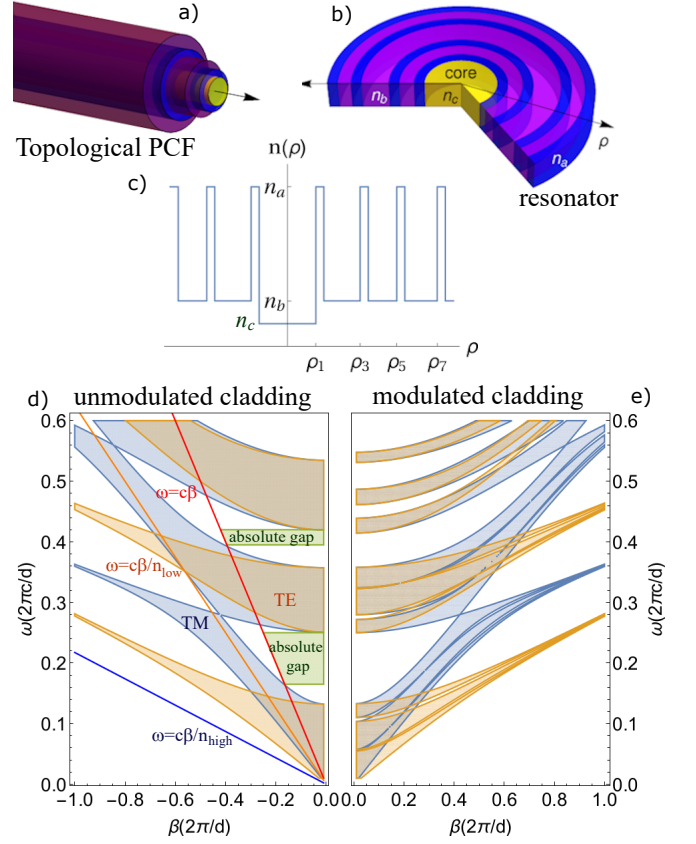 a)
Topological PCF
b)
core
n_b
n_c
n_a
ρ
resonator
c)
n(ρ)
n_a
n_b
n_c
ρ_1 ρ_3 ρ_5 ρ_7
ρ
d) unmodulated cladding
modulated cladding e)
0.6
0.5
0.4
0.3
0.2
0.1
0.0
ω(2πc/d)
ω=cβ
absolute gap
ω=cβ/n_low
TE
TM
absolute
gap
ω=cβ/n_high
-1.0 -0.8 -0.6 -0.4 -0.2 0.0
β(2π/d)
0.6
0.5
0.4
0.3
0.2
0.1
0.0
ω(2πc/d)
0.0 0.2 0.4 0.6 0.8 1.0
β(2π/d)